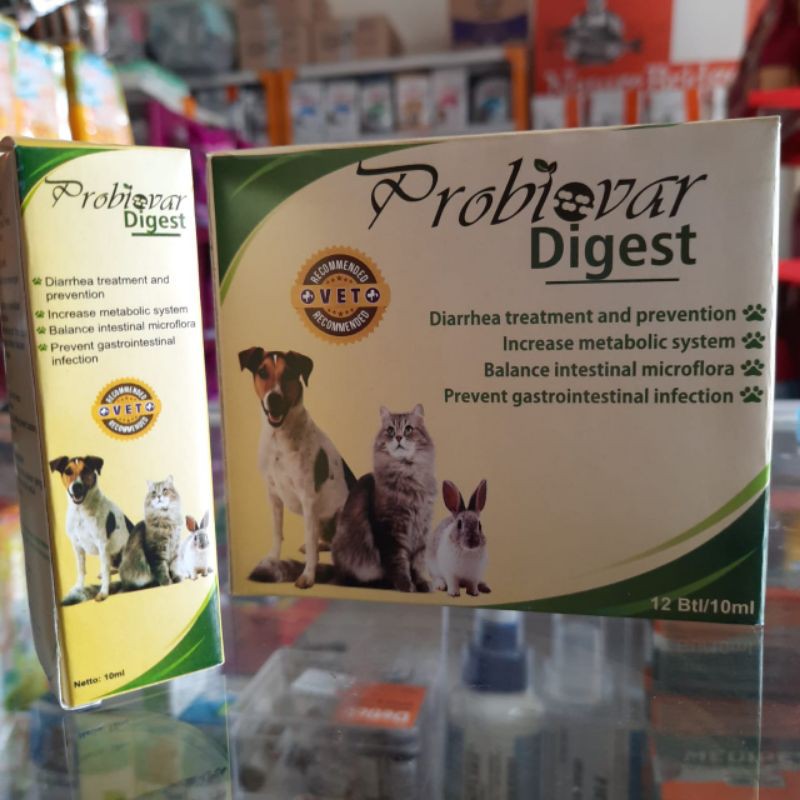 Probiovar
Digest
Diarrhea treatment and
prevention
Increase metabolic system
Balance intestinal microflora
Prevent gastrointestinal
infection
RECOMMENDED
VET
RECOMMENDED
Netto: 10ml
Probiovar
Digest
RECOMMENDED
VET
RECOMMENDED
Diarrhea treatment and prevention
Increase metabolic system
Balance intestinal microflora
Prevent gastrointestinal infection
12 Btl/10ml